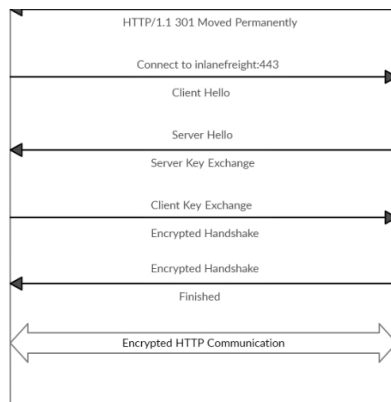 HTTP/1.1 301 Moved Permanently
Connect to inlanefreight:443
Client Hello
Server Hello
Server Key Exchange
Client Key Exchange
Encrypted Handshake
Encrypted Handshake
Finished
Encrypted HTTP Communication